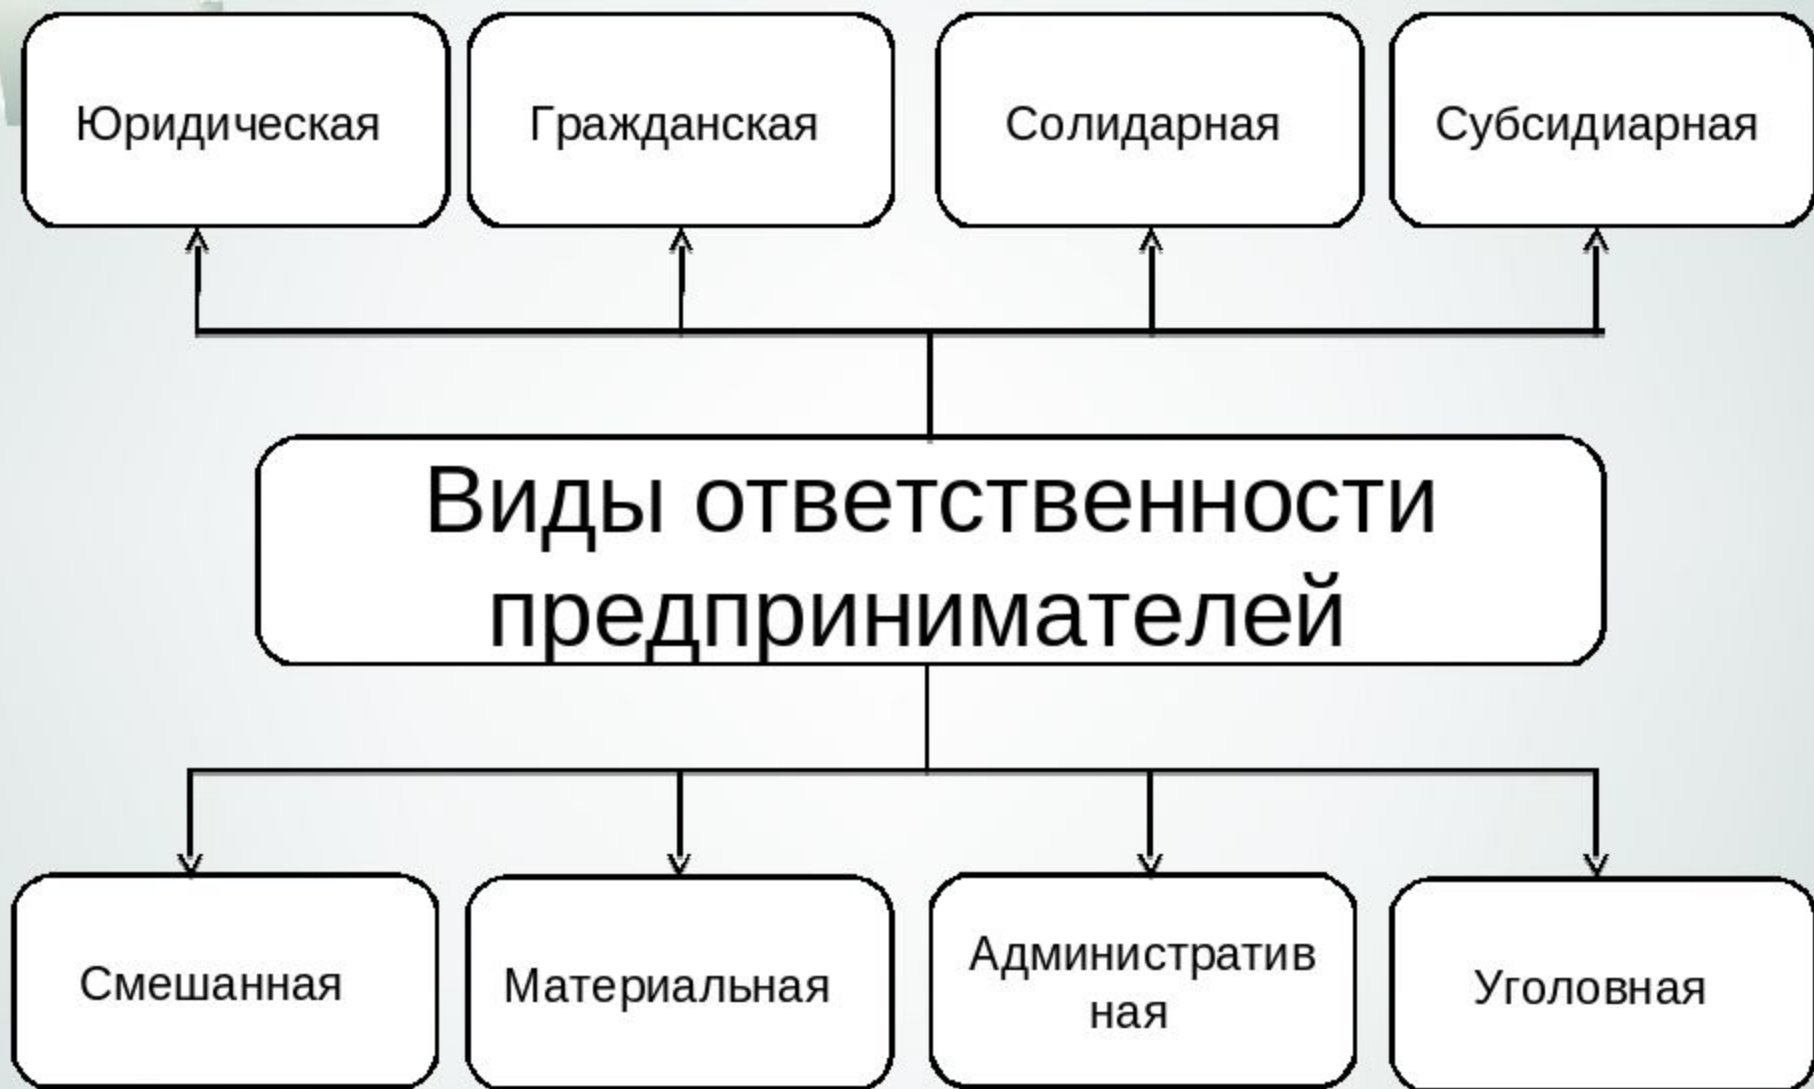 Юридическая
Гражданская
Солидарная
Субсидиарная
Виды ответственности
предпринимателей
Смешанная
Материальная
Административ
ная
Уголовная